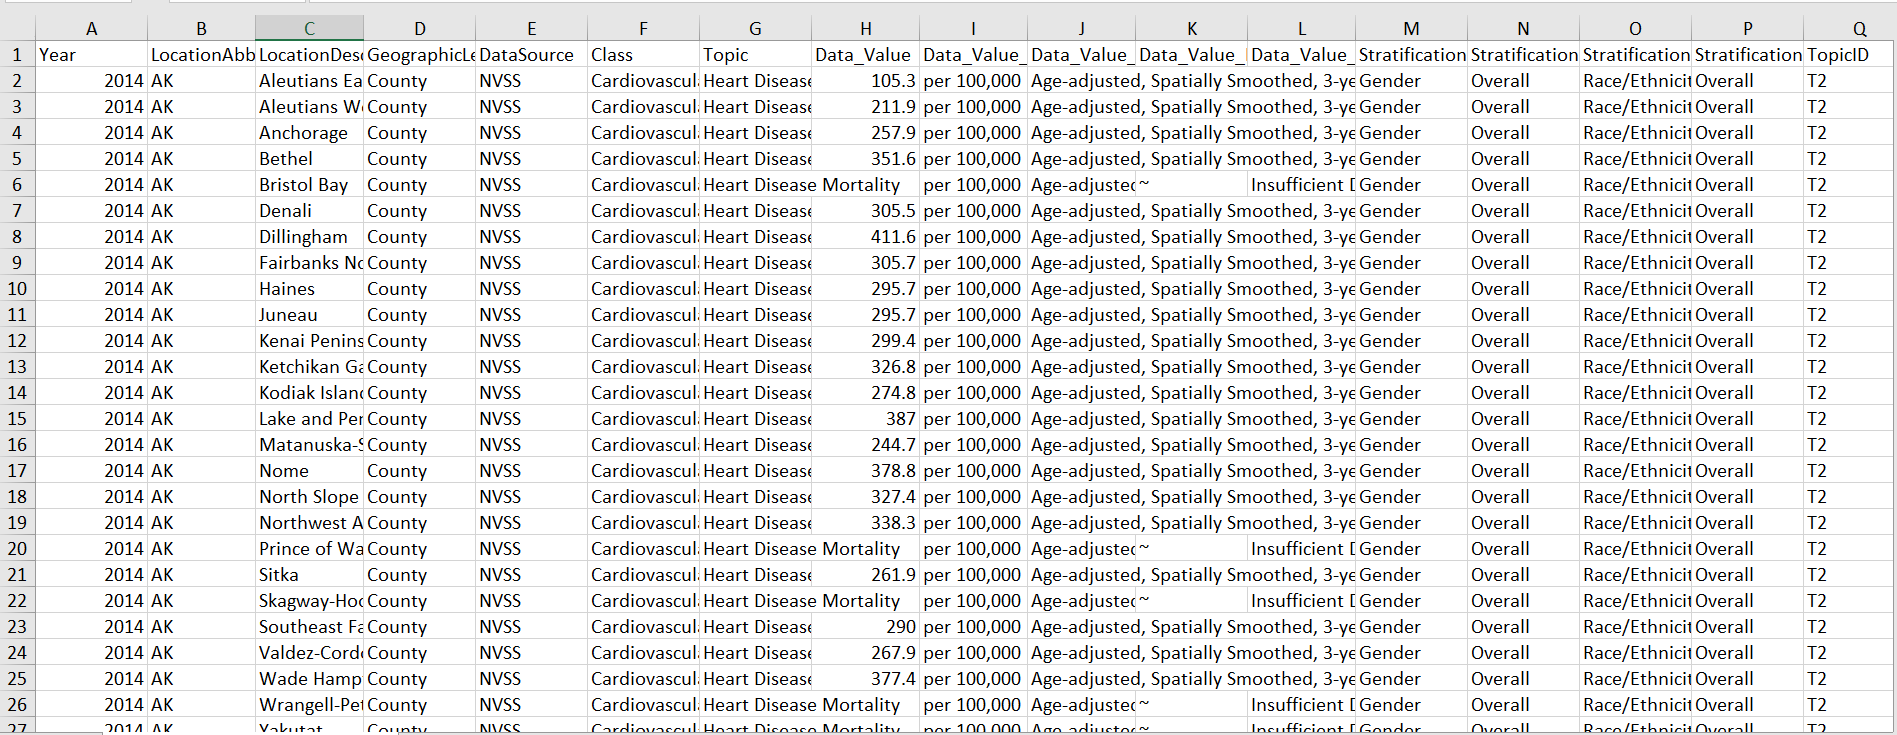 A B C D E F G H I J K L M N O P Q
1 Year LocationAbb LocationDesc GeographicLe DataSource Class Topic Data_Value Data_Value_ Data_Value_ Data_Value_ Data_Value_ Stratification Stratification Stratification Stratification TopicID
2 2014 AK Aleutians Ea County NVSS Cardiovascul Heart Disease 105.3 per 100,000 Age-adjusted, Spatially Smoothed, 3-ye Gender Overall Race/Ethnicit Overall T2
3 2014 AK Aleutians W County NVSS Cardiovascul Heart Disease 211.9 per 100,000 Age-adjusted, Spatially Smoothed, 3-ye Gender Overall Race/Ethnicit Overall T2
4 2014 AK Anchorage County NVSS Cardiovascul Heart Disease 257.9 per 100,000 Age-adjusted, Spatially Smoothed, 3-ye Gender Overall Race/Ethnicit Overall T2
5 2014 AK Bethel County NVSS Cardiovascul Heart Disease 351.6 per 100,000 Age-adjusted, Spatially Smoothed, 3-ye Gender Overall Race/Ethnicit Overall T2
6 2014 AK Bristol Bay County NVSS Cardiovascul Heart Disease Mortality per 100,000 Age-adjusted ~ Insufficient D Gender Overall Race/Ethnicit Overall T2
7 2014 AK Denali County NVSS Cardiovascul Heart Disease 305.5 per 100,000 Age-adjusted, Spatially Smoothed, 3-ye Gender Overall Race/Ethnicit Overall T2
8 2014 AK Dillingham County NVSS Cardiovascul Heart Disease 411.6 per 100,000 Age-adjusted, Spatially Smoothed, 3-ye Gender Overall Race/Ethnicit Overall T2
9 2014 AK Fairbanks No County NVSS Cardiovascul Heart Disease 305.7 per 100,000 Age-adjusted, Spatially Smoothed, 3-ye Gender Overall Race/Ethnicit Overall T2
10 2014 AK Haines County NVSS Cardiovascul Heart Disease 295.7 per 100,000 Age-adjusted, Spatially Smoothed, 3-ye Gender Overall Race/Ethnicit Overall T2
11 2014 AK Juneau County NVSS Cardiovascul Heart Disease 295.7 per 100,000 Age-adjusted, Spatially Smoothed, 3-ye Gender Overall Race/Ethnicit Overall T2
12 2014 AK Kenai Penins County NVSS Cardiovascul Heart Disease 299.4 per 100,000 Age-adjusted, Spatially Smoothed, 3-ye Gender Overall Race/Ethnicit Overall T2
13 2014 AK Ketchikan Ga County NVSS Cardiovascul Heart Disease 326.8 per 100,000 Age-adjusted, Spatially Smoothed, 3-ye Gender Overall Race/Ethnicit Overall T2
14 2014 AK Kodiak Islan County NVSS Cardiovascul Heart Disease 274.8 per 100,000 Age-adjusted, Spatially Smoothed, 3-ye Gender Overall Race/Ethnicit Overall T2
15 2014 AK Lake and Pen County NVSS Cardiovascul Heart Disease 387 per 100,000 Age-adjusted, Spatially Smoothed, 3-ye Gender Overall Race/Ethnicit Overall T2
16 2014 AK Matanuska-S County NVSS Cardiovascul Heart Disease 244.7 per 100,000 Age-adjusted, Spatially Smoothed, 3-ye Gender Overall Race/Ethnicit Overall T2
17 2014 AK Nome County NVSS Cardiovascul Heart Disease 378.8 per 100,000 Age-adjusted, Spatially Smoothed, 3-ye Gender Overall Race/Ethnicit Overall T2
18 2014 AK North Slope County NVSS Cardiovascul Heart Disease 327.4 per 100,000 Age-adjusted, Spatially Smoothed, 3-ye Gender Overall Race/Ethnicit Overall T2
19 2014 AK Northwest A County NVSS Cardiovascul Heart Disease 338.3 per 100,000 Age-adjusted, Spatially Smoothed, 3-ye Gender Overall Race/Ethnicit Overall T2
20 2014 AK Prince of Wa County NVSS Cardiovascul Heart Disease Mortality per 100,000 Age-adjusted ~ Insufficient D Gender Overall Race/Ethnicit Overall T2
21 2014 AK Sitka County NVSS Cardiovascul Heart Disease 261.9 per 100,000 Age-adjusted, Spatially Smoothed, 3-ye Gender Overall Race/Ethnicit Overall T2
22 2014 AK Skagway-Hoo County NVSS Cardiovascul Heart Disease Mortality per 100,000 Age-adjusted ~ Insufficient D Gender Overall Race/Ethnicit Overall T2
23 2014 AK Southeast Fa County NVSS Cardiovascul Heart Disease 290 per 100,000 Age-adjusted, Spatially Smoothed, 3-ye Gender Overall Race/Ethnicit Overall T2
24 2014 AK Valdez-Cordo County NVSS Cardiovascul Heart Disease 267.9 per 100,000 Age-adjusted, Spatially Smoothed, 3-ye Gender Overall Race/Ethnicit Overall T2
25 2014 AK Wade Hamp County NVSS Cardiovascul Heart Disease 377.4 per 100,000 Age-adjusted, Spatially Smoothed, 3-ye Gender Overall Race/Ethnicit Overall T2
26 2014 AK Wrangell-Pet County NVSS Cardiovascul Heart Disease Mortality per 100,000 Age-adjusted ~ Insufficient D Gender Overall Race/Ethnicit Overall T2
27 2014 AK Yakutat County NVSS Cardiovascul Heart Disease Mortality per 100,000 Age-adjusted ~ Insufficient D Gender Overall Race/Ethnicit Overall T2